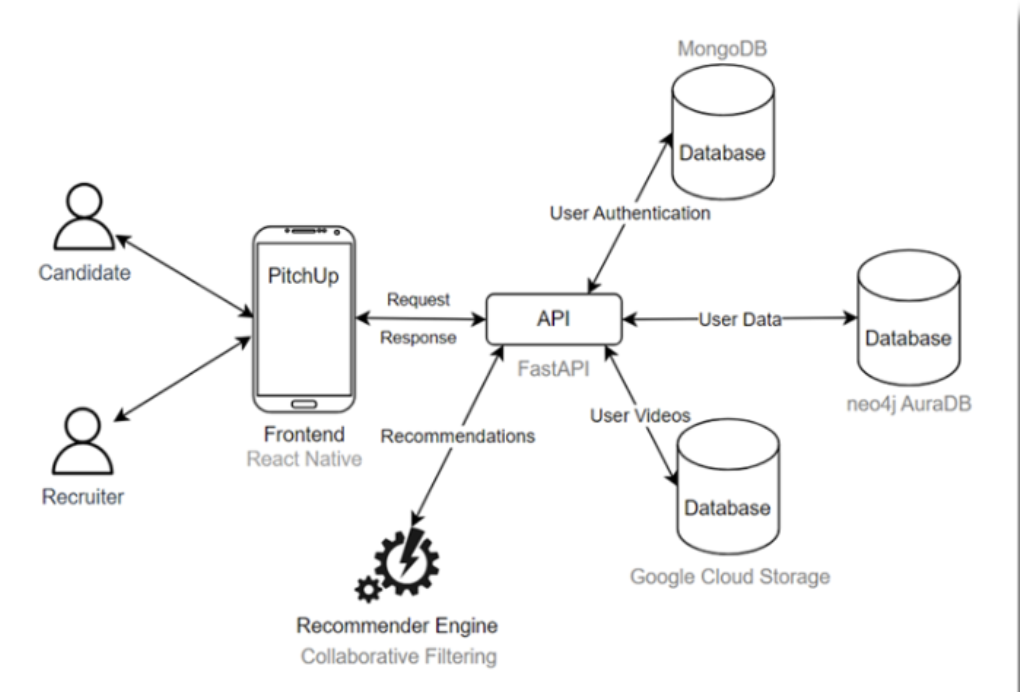 MongoDB
Database
User Authentication
Candidate
PitchUp
Request
Response
API
FastAPI
User Data
Database
neo4j AuraDB
User Videos
Frontend
React Native
Recommendations
Recruiter
Database
Google Cloud Storage
Recommender Engine
Collaborative Filtering